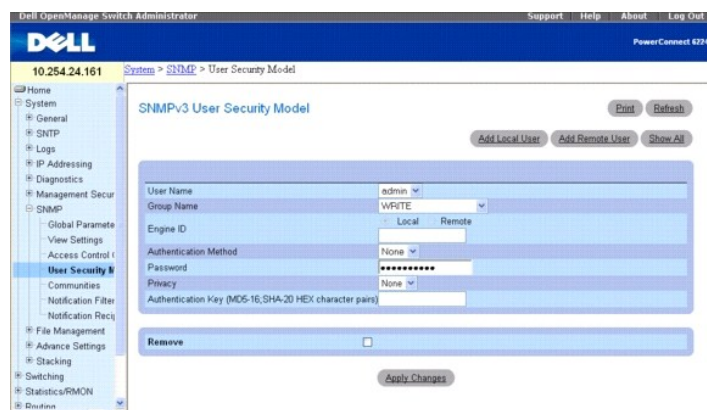 Dell OpenManage Switch Administrator Support Help About Log Out
DELL
PowerConnect 6224
10.254.24.161
System > SNMP > User Security Model
Home
System
General
SNTP
Logs
IP Addressing
Diagnostics
Management Secur
SNMP
Global Paramete
View Settings
Access Control
User Security M
Communities
Notification Filter
Notification Recip
File Management
Advance Settings
Stacking
Switching
Statistics/RMON
Routing
SNMPv3 User Security Model
Print Refresh
Add Local User Add Remote User Show All
User Name admin
Group Name WRITE
Engine ID Local Remote
Authentication Method None
Password ••••••••••
Privacy None
Authentication Key (MD5-16;SHA-20 HEX character pairs)
Remove
Apply Changes